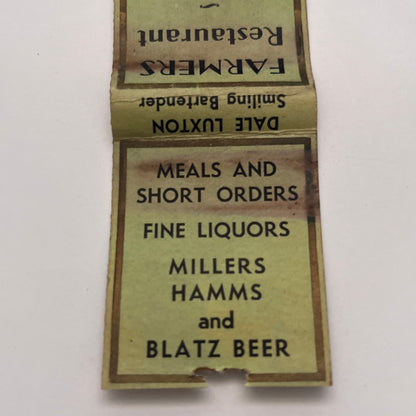 FARMERS
Restaurant
DALE LUXTON
Smiling Bartender
MEALS AND
SHORT ORDERS
FINE LIQUORS
MILLERS
HAMMS
and
BLATZ BEER